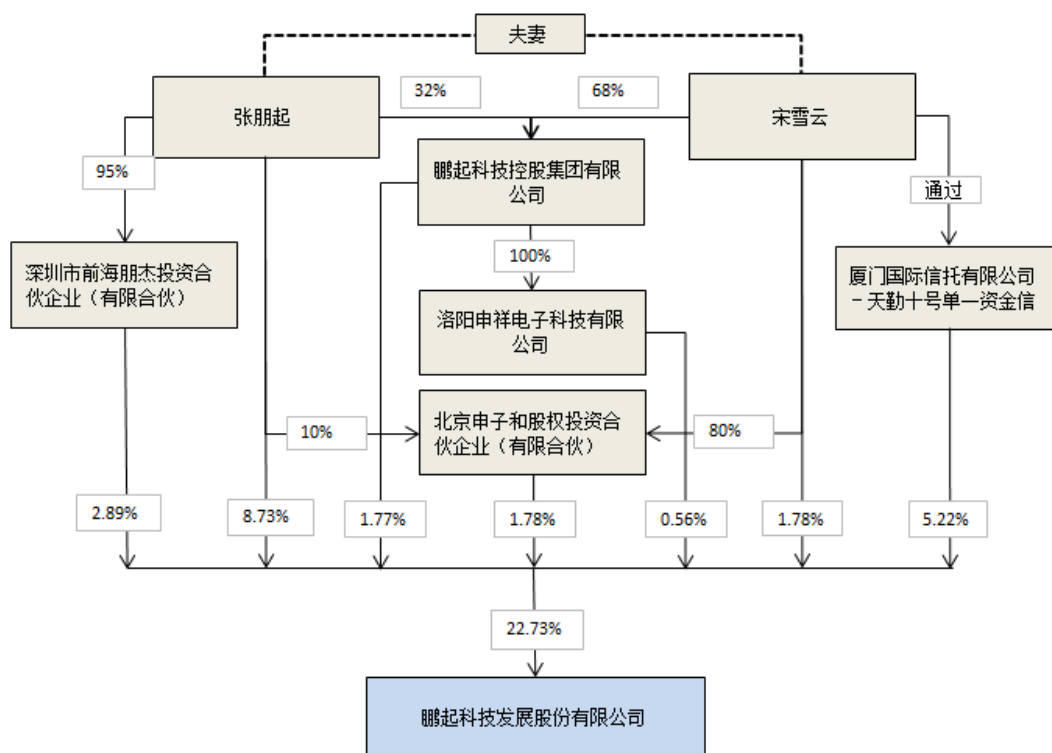 夫妻
32%
68%
张朋起
宋雪云
95%
鹏起科技控股集团有限
公司
通过
100%
深圳市前海朋杰投资合
伙企业（有限合伙）
厦门国际信托有限公司
－天勤十号单一资金信
洛阳申祥电子科技有限
公司
10%
北京申子和股权投资合
伙企业（有限合伙）
80%
2.89%
8.73%
1.77%
1.78%
0.56%
1.78%
5.22%
22.73%
鹏起科技发展股份有限公司